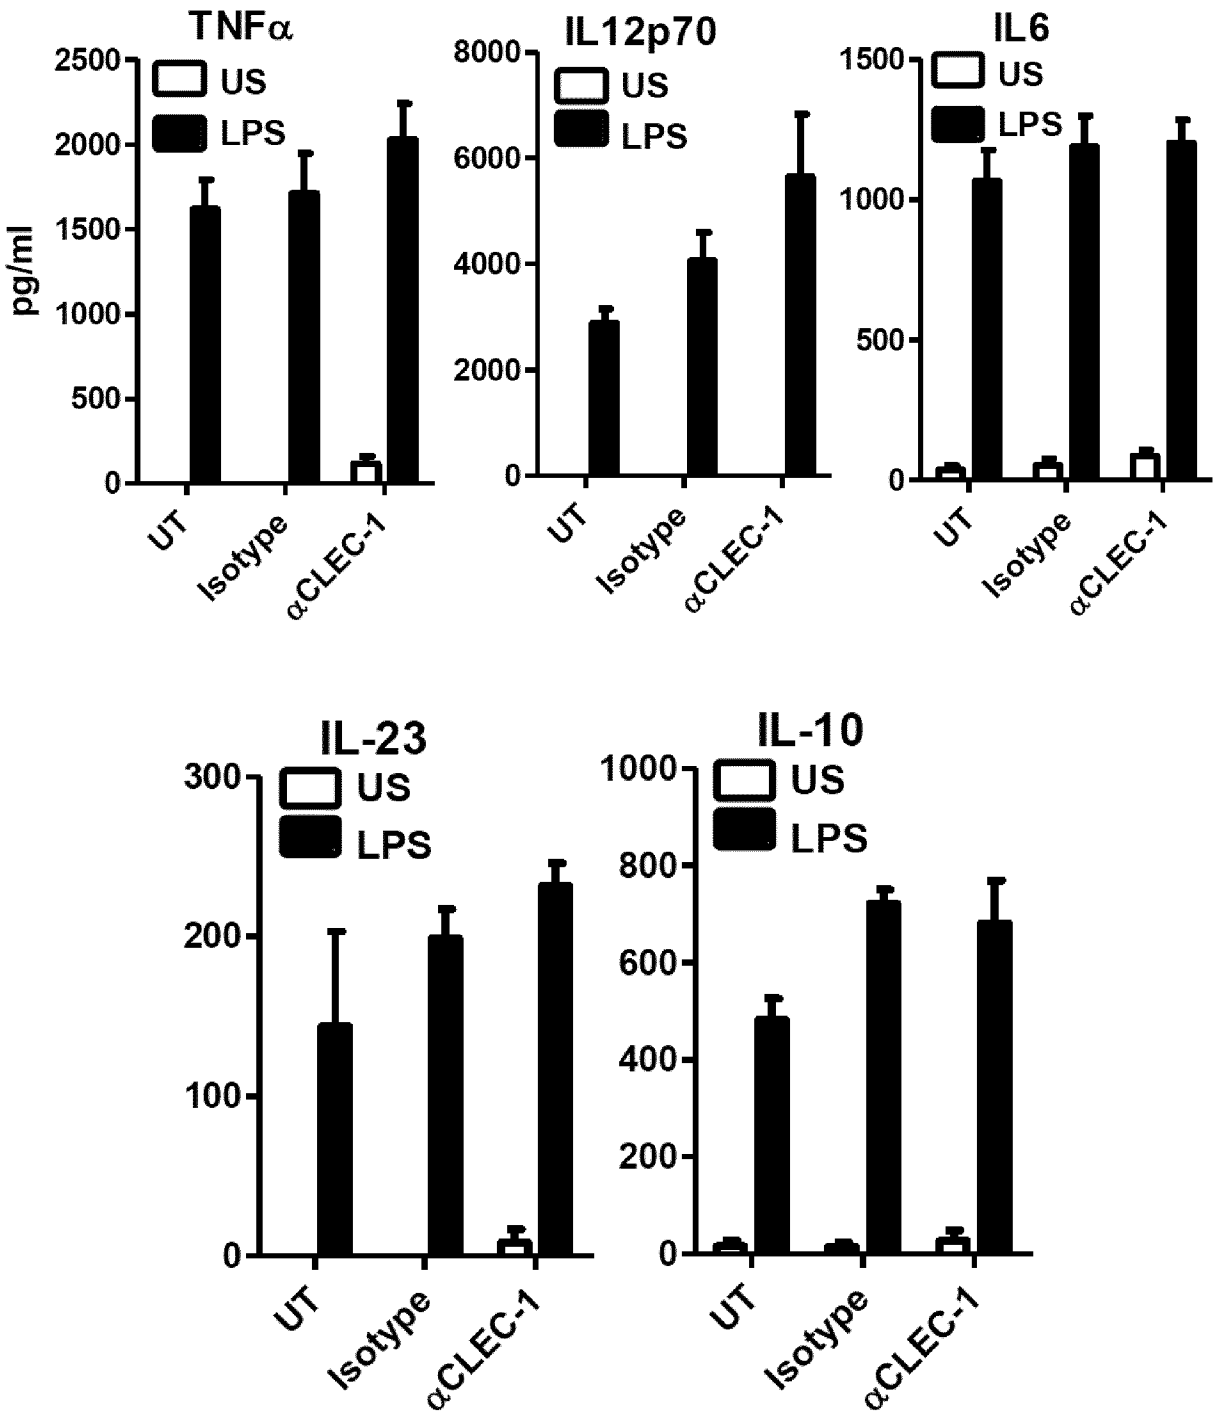 TNFα
2500
2000
1500
1000
500
0
pg/ml
US
LPS
UT
Isotype
αCLEC-1
IL12p70
8000
6000
4000
2000
0
US
LPS
UT
Isotype
αCLEC-1
IL6
1500
1000
500
0
US
LPS
UT
Isotype
αCLEC-1
IL-23
300
200
100
0
US
LPS
UT
Isotype
αCLEC-1
IL-10
1000
800
600
400
200
0
US
LPS
UT
Isotype
αCLEC-1